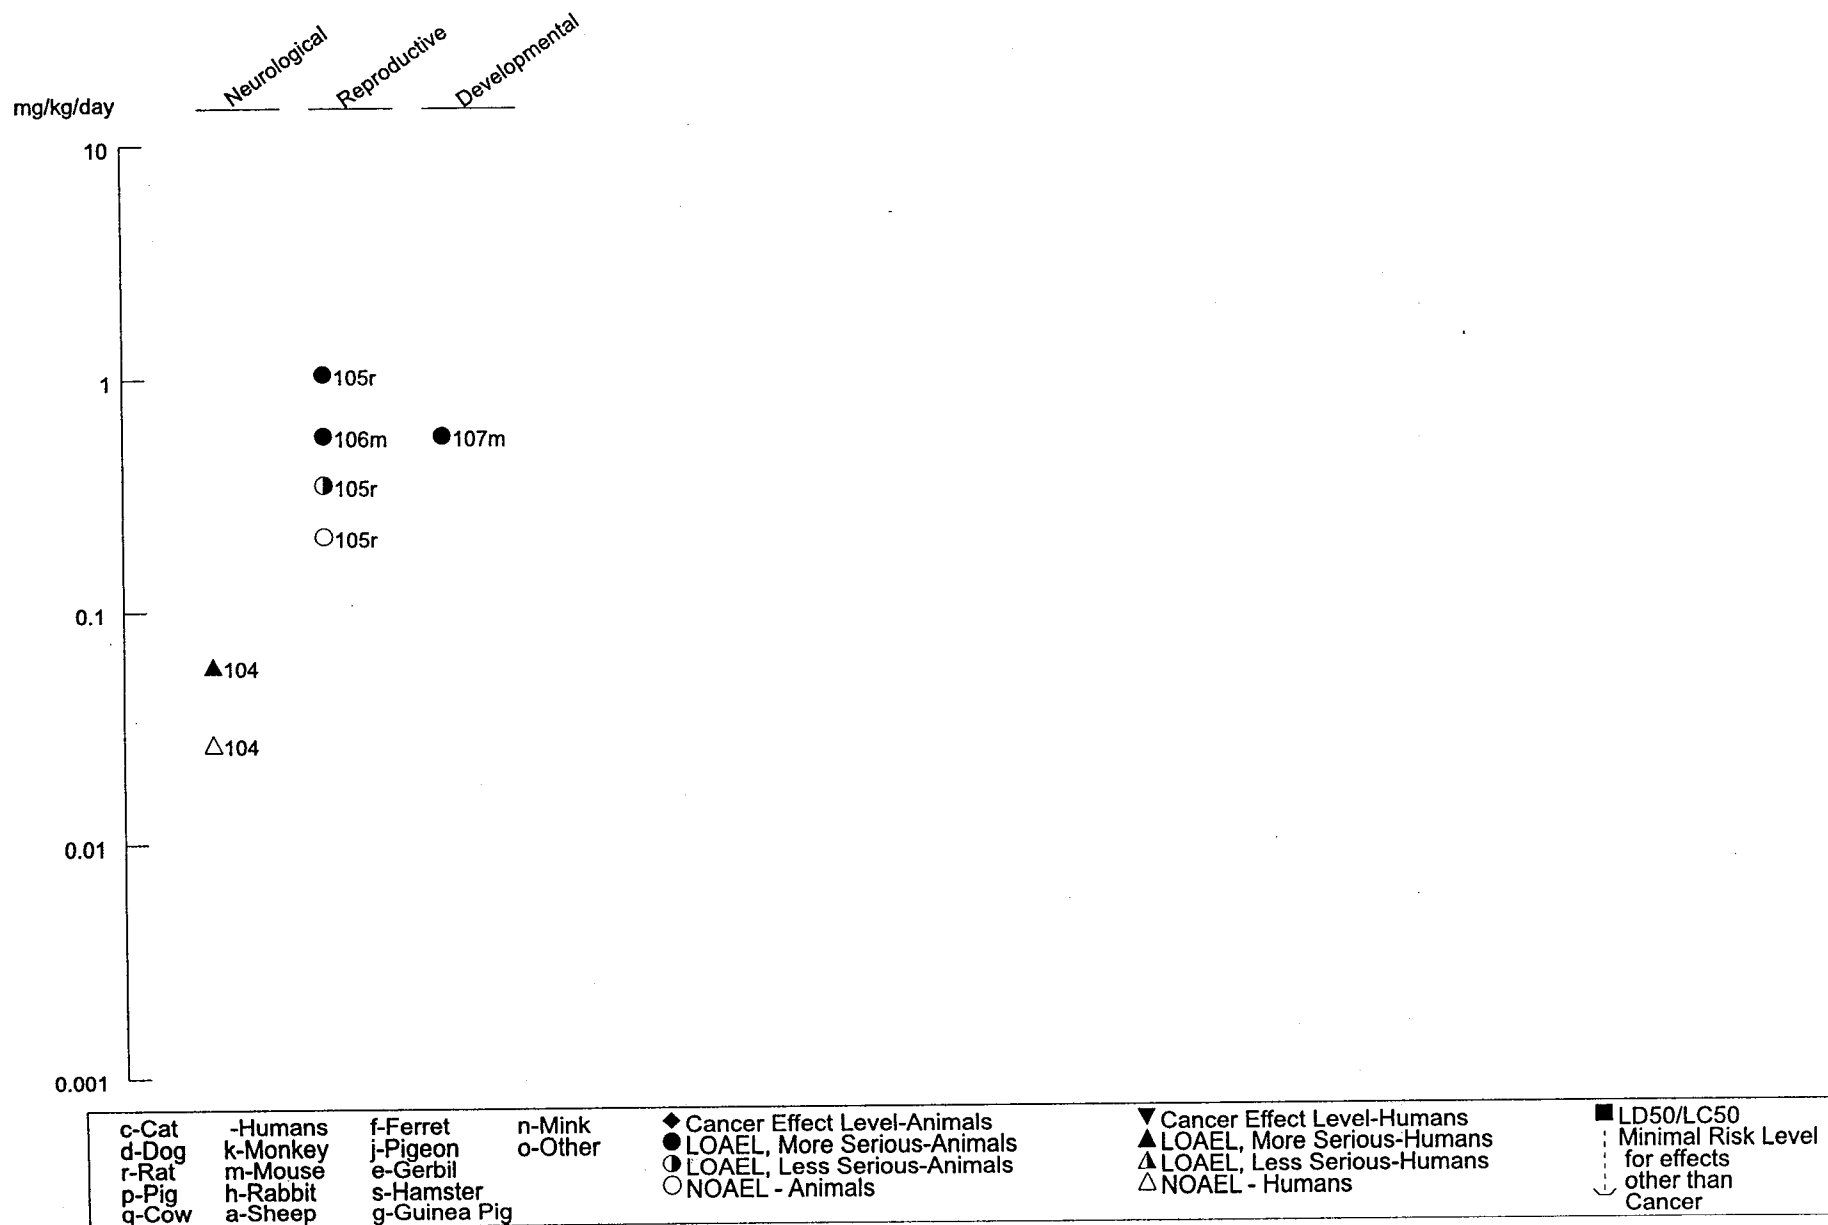 Neurological Reproductive Developmental
mg/kg/day
10
1
0.1
0.01
0.001
105r
106m 107m
105r
105r
104
104
c-Cat -Humans f-Ferret n-Mink
d-Dog k-Monkey j-Pigeon o-Other
r-Rat m-Mouse e-Gerbil
p-Pig h-Rabbit s-Hamster
q-Cow a-Sheep g-Guinea Pig
Cancer Effect Level-Animals
LOAEL, More Serious-Animals
LOAEL, Less Serious-Animals
NOAEL - Animals
Cancer Effect Level-Humans
LOAEL, More Serious-Humans
LOAEL, Less Serious-Humans
NOAEL - Humans
LD50/LC50
Minimal Risk Level
for effects
other than
Cancer